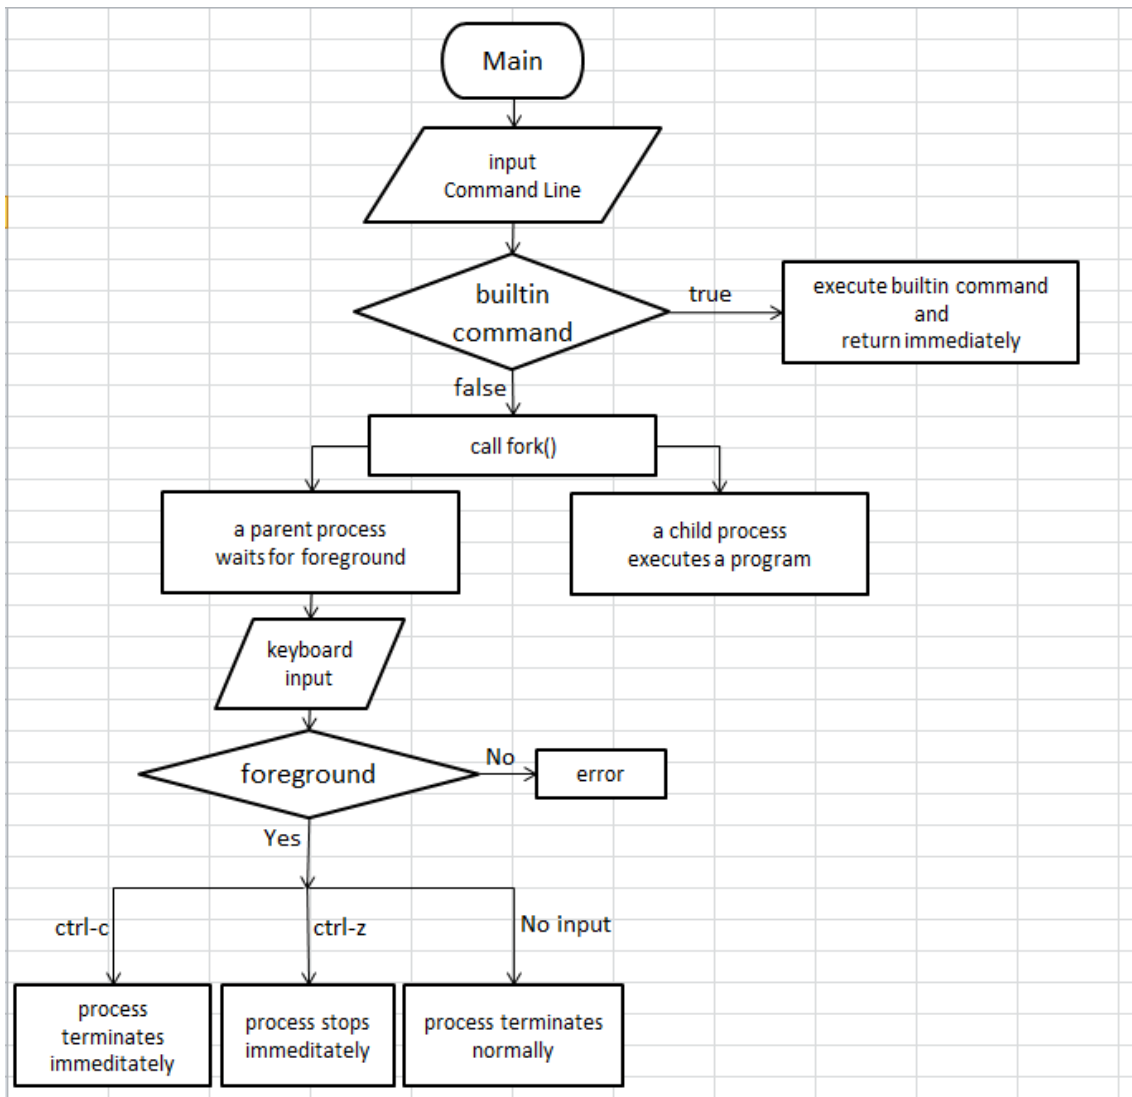 Main
input
Command Line
builtin
command
true
execute builtin command
and
return immediately
false
call fork()
a parent process
waits for foreground
a child process
executes a program
keyboard
input
foreground
No
error
Yes
ctrl-c
ctrl-z
No input
process
terminates
immeditately
process stops
immeditately
process terminates
normally